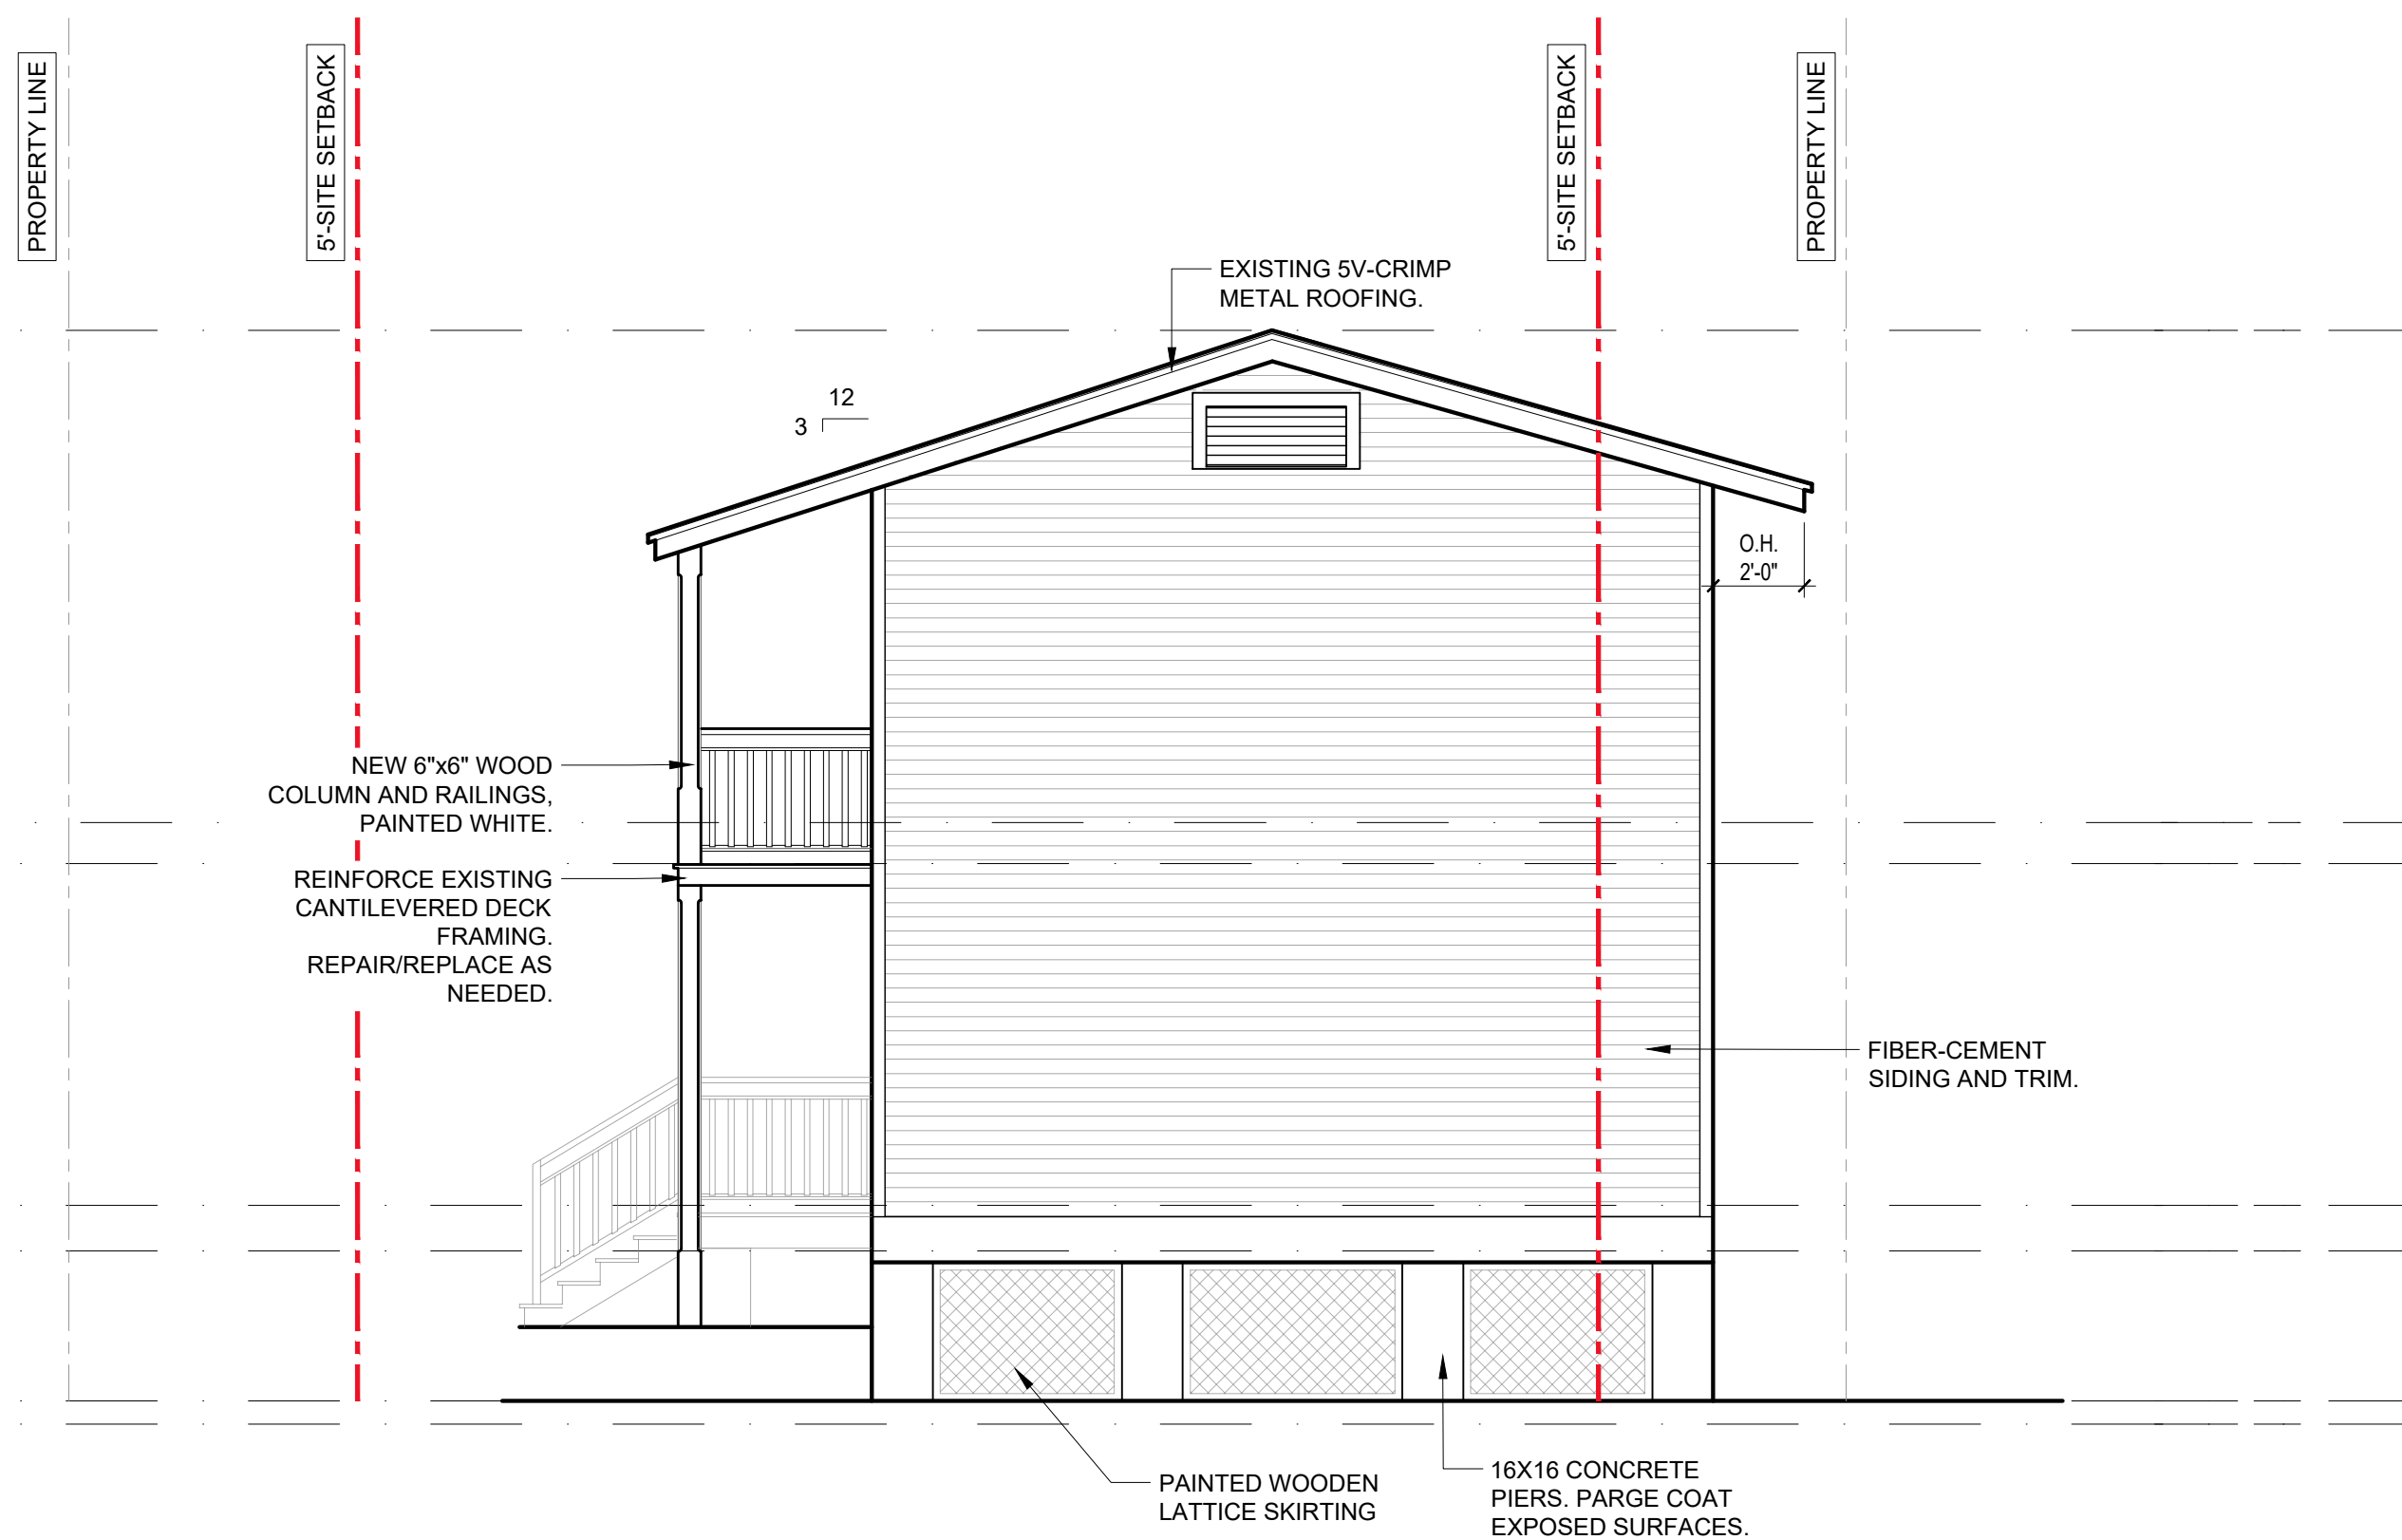 PROPERTY LINE
5'-SITE SETBACK
5'-SITE SETBACK
PROPERTY LINE
EXISTING 5V-CRIMP
METAL ROOFING.
12
3
O.H.
2'-0"
NEW 6"x6" WOOD
COLUMN AND RAILINGS,
PAINTED WHITE.
REINFORCE EXISTING
CANTILEVERED DECK
FRAMING.
REPAIR/REPLACE AS
NEEDED.
FIBER-CEMENT
SIDING AND TRIM.
PAINTED WOODEN
LATTICE SKIRTING
16X16 CONCRETE
PIERS. PARGE COAT
EXPOSED SURFACES.